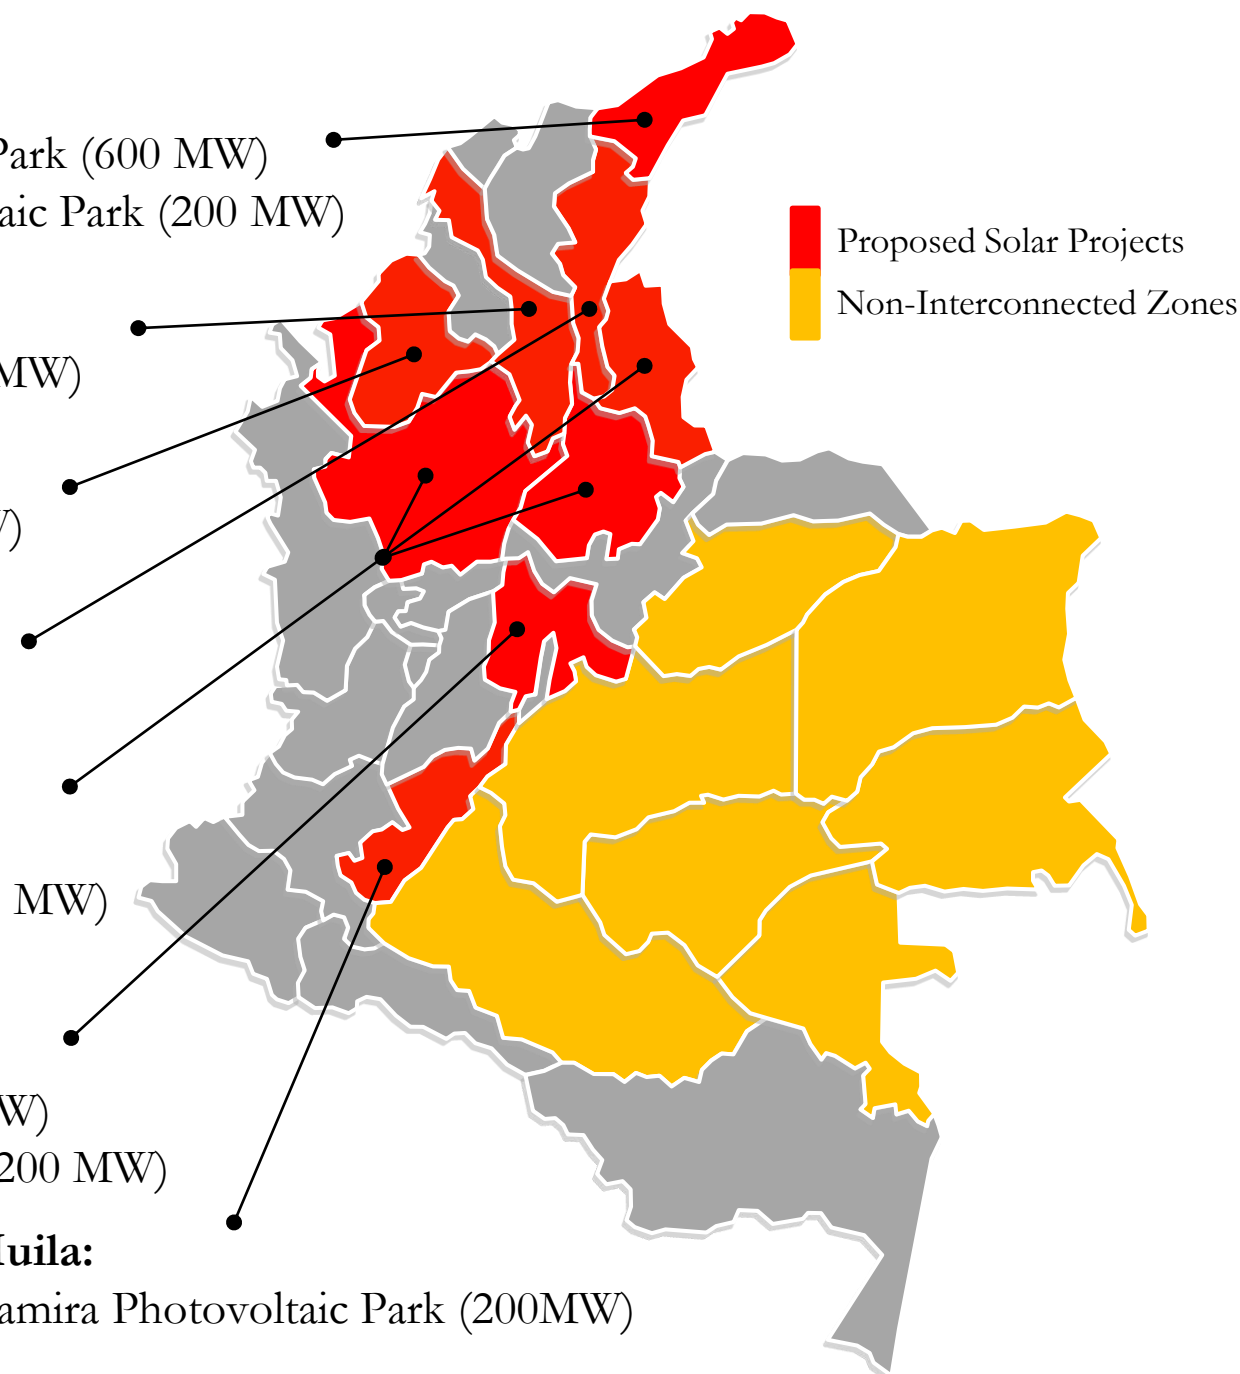 Park (600 MW)
aic Park (200 MW)
Proposed Solar Projects
Non-Interconnected Zones
MW)
W)
MW)
W)
200 MW)
Huila:
amira Photovoltaic Park (200MW)